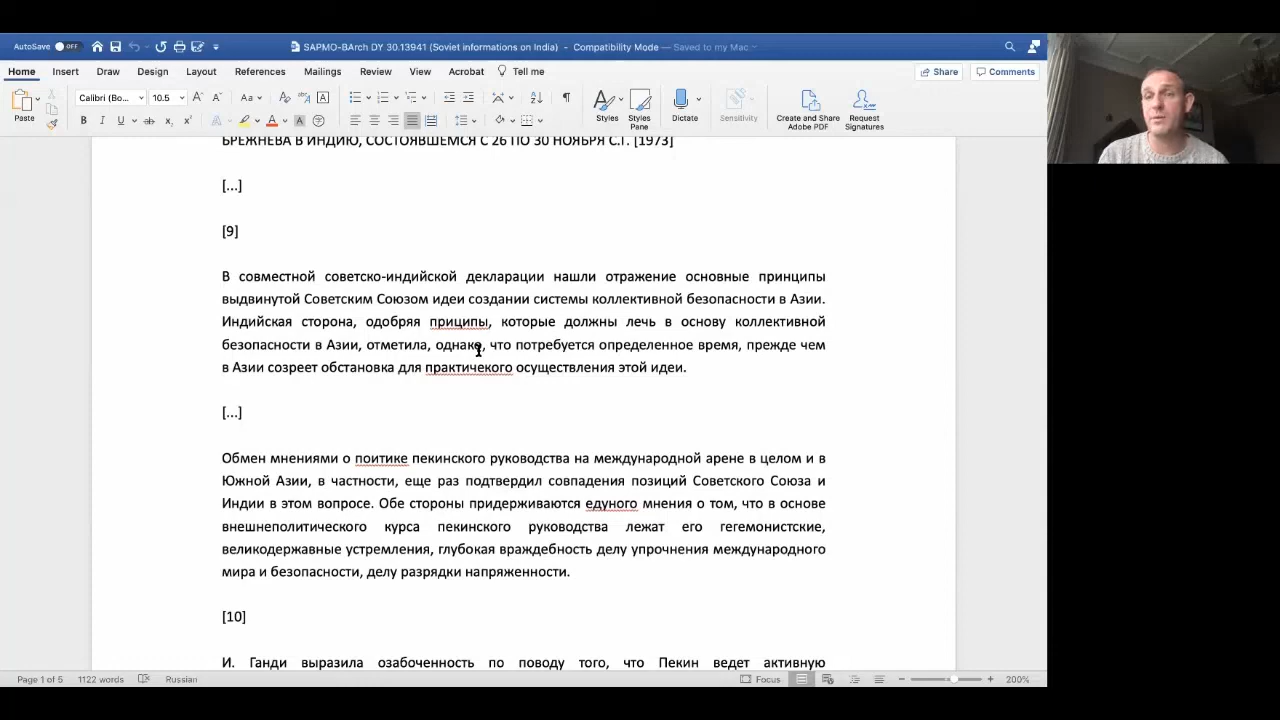 AutoSave OFF
SAPMO-BArch DY 30.13941 (Soviet informations on India) - Compatibility Mode — Saved to my Mac
Home Insert Draw Design Layout References Mailings Review View Acrobat Tell me Share Comments
Paste Calibri (Bo... 10.5 Styles Styles Pane Dictate Sensitivity Create and Share Adobe PDF Request Signatures
БРЕЖНЕВА В ИНДИЮ, СОСТОЯВШЕМСЯ С 26 ПО 30 НОЯБРЯ С.Г. [1973]
[...]
[9]
В совместной советско-индийской декларации нашли отражение основные принципы
выдвинутой Советским Союзом идеи создании системы коллективной безопасности в Азии.
Индийская сторона, одобряя приципы, которые должны лечь в основу коллективной
безопасности в Азии, отметила, однако, что потребуется определенное время, прежде чем
в Азии созреет обстановка для практичекого осуществления этой идеи.
[...]
Обмен мнениями о поитике пекинского руководства на международной арене в целом и в
Южной Азии, в частности, еще раз подтвердил совпадения позиций Советского Союза и
Индии в этом вопросе. Обе стороны придерживаются едуного мнения о том, что в основе
внешнеполитического курса пекинского руководства лежат его гегемонистские,
великодержавные устремления, глубокая враждебность делу упрочнения международного
мира и безопасности, делу разрядки напряженности.
[10]
И. Ганди выразила озабоченность по поводу того, что Пекин ведет активную
Page 1 of 5 1122 words Russian Focus 200%